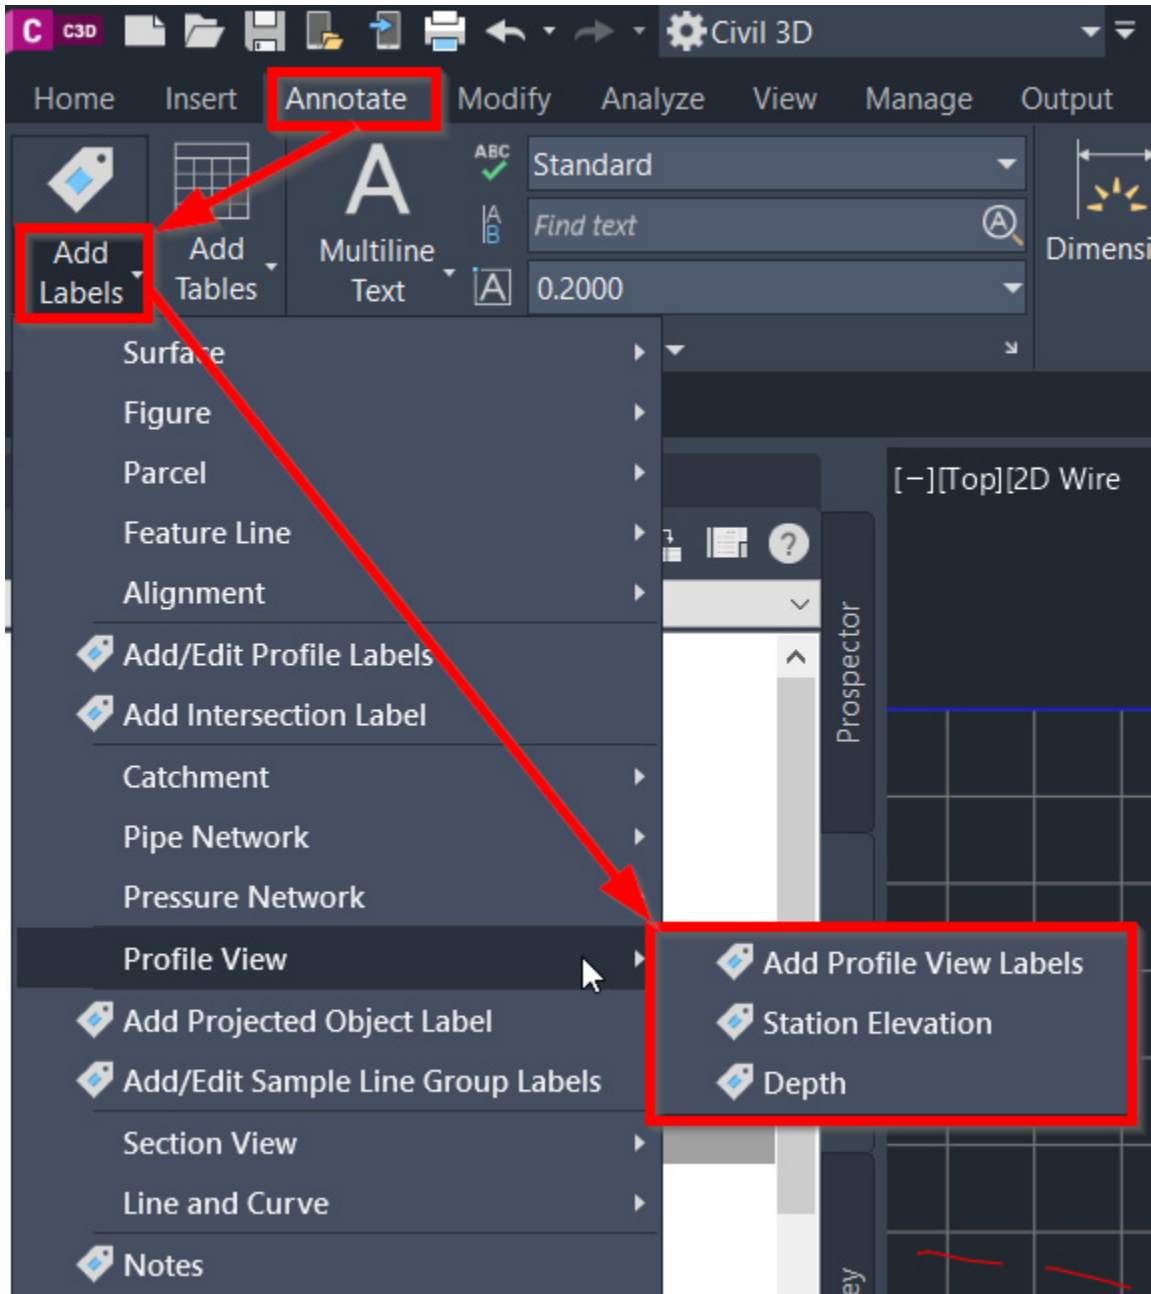 C C3D Civil 3D
Home Insert Annotate Modify Analyze View Manage Output
ABC Standard
A
B Find text A
Add Labels
Add Tables
A Multiline Text
A 0.2000
Surface
Figure
Parcel
Feature Line
Alignment
Add/Edit Profile Labels
Add Intersection Label
Catchment
Pipe Network
Pressure Network
Profile View
Add Projected Object Label
Add/Edit Sample Line Group Labels
Section View
Line and Curve
Notes
Add Profile View Labels
Station Elevation
Depth
?
Prospector
[−][Top][2D Wire
Dimensi
ey